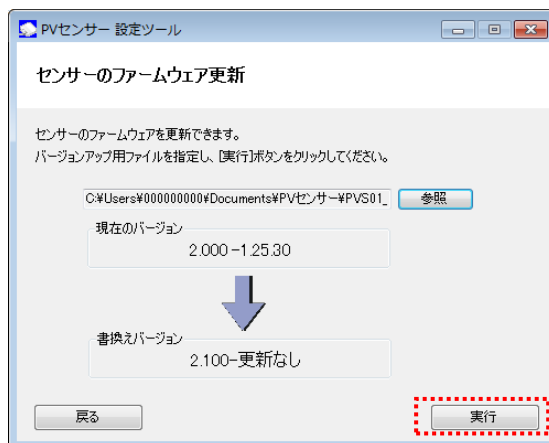 PVセンサー 設定ツール
センサーのファームウェア更新
センサーのファームウェアを更新できます。
バージョンアップ用ファイルを指定し、[実行]ボタンをクリックしてください。
C:¥Users¥000000000¥Documents¥PVセンサー¥PVS01_ 参照
現在のバージョン
2.000-1.25.30
書換えバージョン
2.100-更新なし
戻る 実行